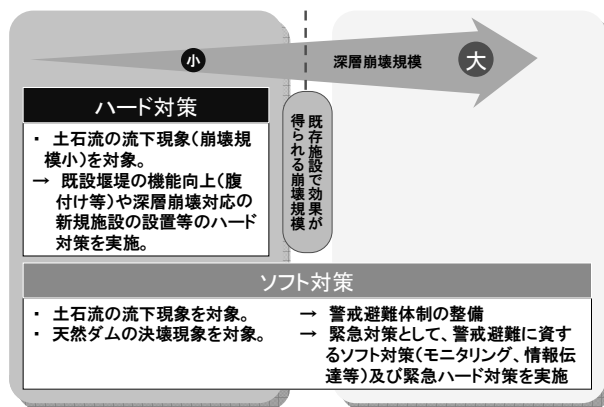 小
深層崩壊規模
大
ハード対策
・ 土石流の流下現象（崩壊規
模小）を対象。
→ 既設堰堤の機能向上（腹
付け等）や深層崩壊対応の
新規施設の設置等のハード
対策を実施。
既存施設で効果が
得られる崩壊規模
ソフト対策
・ 土石流の流下現象を対象。
・ 天然ダムの決壊現象を対象。
→ 警戒避難体制の整備
→ 緊急対策として、警戒避難に資す
るソフト対策（モニタリング、情報伝
達等）及び緊急ハード対策を実施